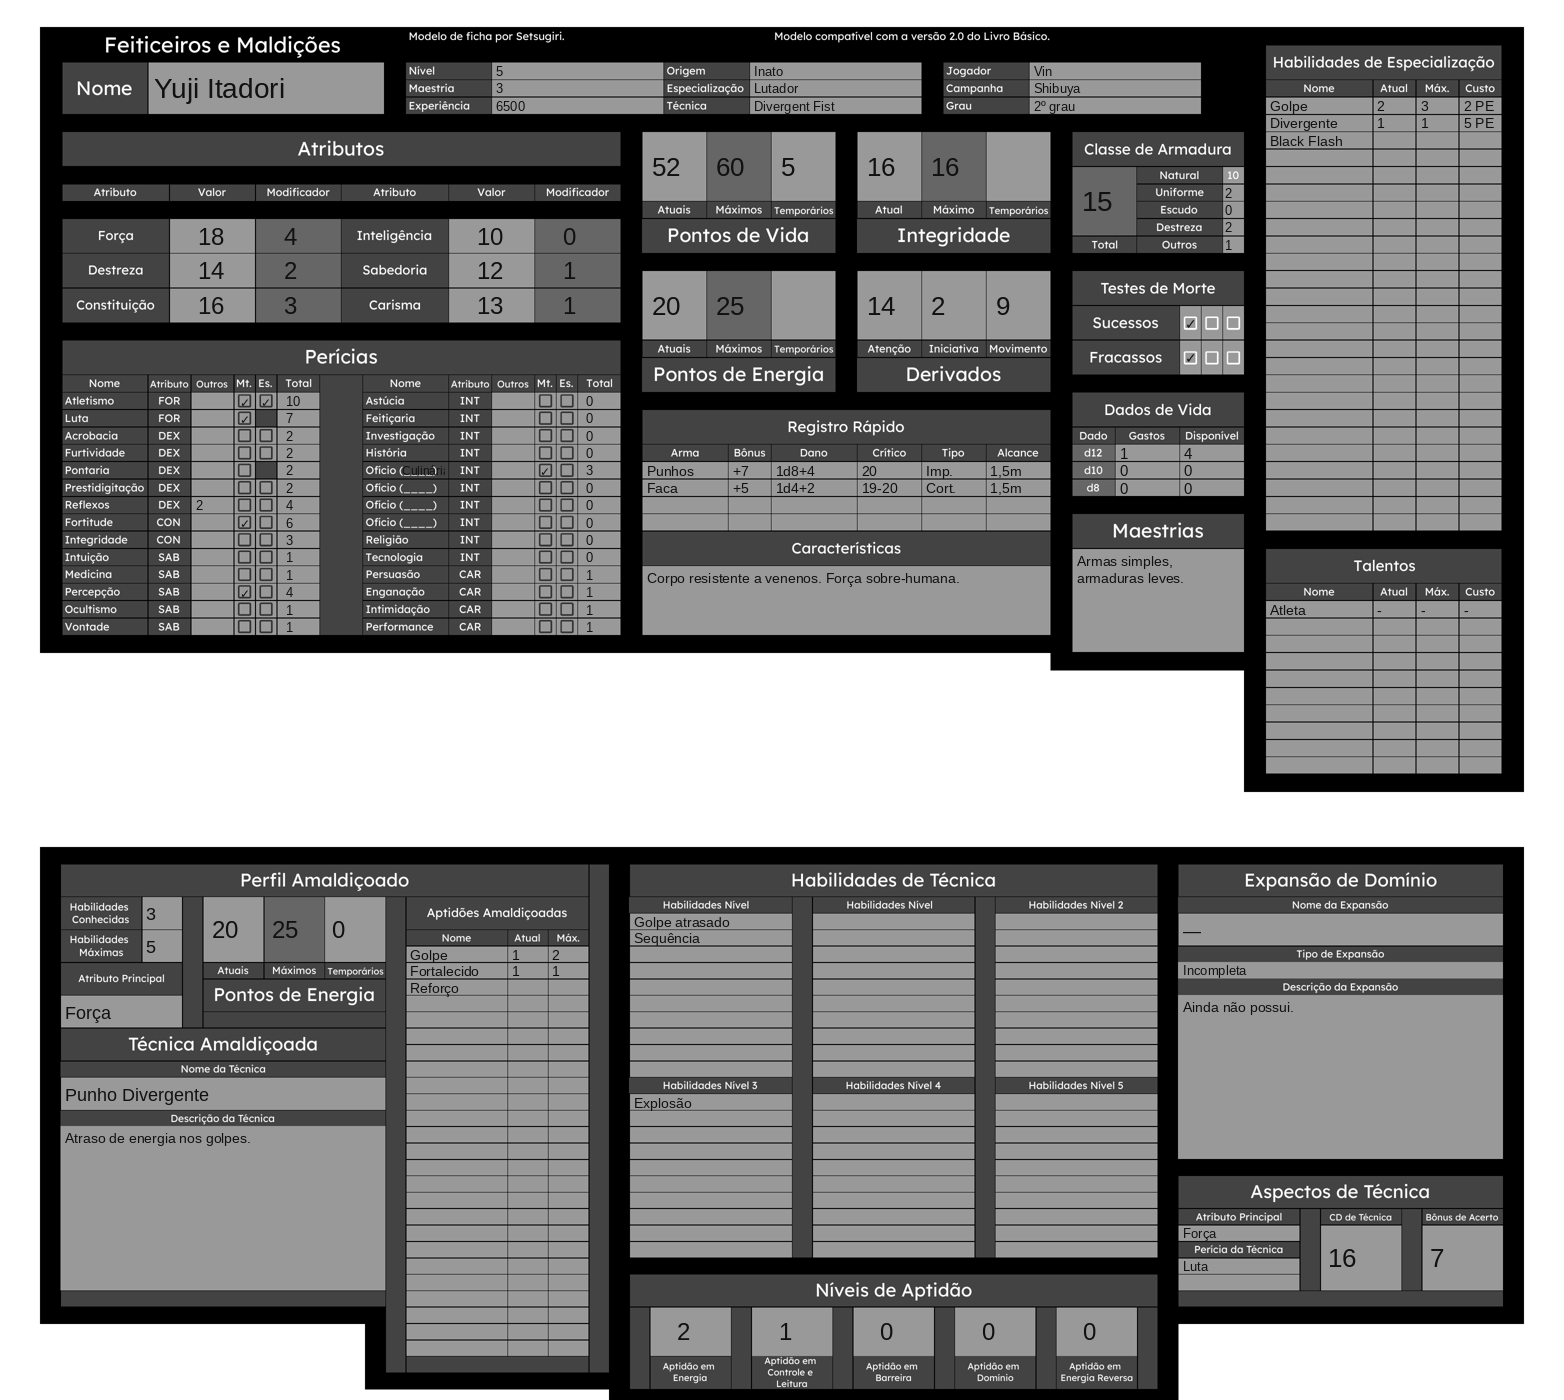 Feiticeiros e Maldições
Modelo de ficha por Setsugiri.
Modelo compativel com a versão 2.0 do Livro Básico.
Nome Yuji Itadori
Nível 5 Origem Inato Jogador Vin
Maestria 3 Especialização Lutador Campanha Shibuya
Experiência 6500 Técnica Divergent Fist Grau 2º grau
Atributos
Atributo Valor Modificador Atributo Valor Modificador
Força 18 4 Inteligência 10 0
Destreza 14 2 Sabedoria 12 1
Constituição 16 3 Carisma 13 1
Perícias
Nome Atributo Outros Mt. Es. Total Nome Atributo Outros Mt. Es. Total
Atletismo FOR ✓ ✓ 10 Astúcia INT 0
Luta FOR ✓ 7 Feitiçaria INT 0
Acrobacia DEX 2 Investigação INT 0
Furtividade DEX 2 História INT 0
Pontaria DEX 2 Ofício (____) INT ✓ 3
Prestidigitação DEX 2 Ofício (____) INT 0
Reflexos DEX 2 4 Ofício (____) INT 0
Fortitude CON ✓ 6 Ofício (____) INT 0
Integridade CON 3 Religião INT 0
Intuição SAB 1 Tecnologia INT 0
Medicina SAB 1 Persuasão CAR 1
Percepção SAB ✓ 4 Enganação CAR 1
Ocultismo SAB 1 Intimidação CAR 1
Vontade SAB 1 Performance CAR 1
52 60 5
Atuais Máximos Temporários
Pontos de Vida
16 16
Atual Máximo Temporários
Integridade
20 25
Atuais Máximos Temporários
Pontos de Energia
14 2 9
Atenção Iniciativa Movimento
Derivados
Registro Rápido
Arma Bônus Dano Crítico Tipo Alcance
Punhos +7 1d8+4 20 Imp. 1,5m
Faca +5 1d4+2 19-20 Cort. 1,5m
Características
Corpo resistente a venenos. Força sobre-humana.
Classe de Armadura
15 Natural 10
Uniforme 2
Escudo 0
Destreza 2
Total Outros 1
Testes de Morte
Sucessos ✓
Fracassos ✓
Dados de Vida
Dado Gastos Disponível
d12 1 4
d10 0 0
d8 0 0
Maestrias
Armas simples,
armaduras leves.
Habilidades de Especialização
Nome Atual Máx. Custo
Golpe 2 3 2 PE
Divergente 1 1 5 PE
Black Flash
Talentos
Nome Atual Máx. Custo
Atleta - - -
Perfil Amaldiçoado
Habilidades
Conhecidas 3
Habilidades
Máximas 5
Atributo Principal
Força
20 25 0
Atuais Máximos Temporários
Pontos de Energia
Técnica Amaldiçoada
Nome da Técnica
Punho Divergente
Descrição da Técnica
Atraso de energia nos golpes.
Aptidões Amaldiçoadas
Nome Atual Máx.
Golpe 1 2
Fortalecido 1 1
Reforço
Habilidades de Técnica
Habilidades Nível Habilidades Nível Habilidades Nível 2
Golpe atrasado
Sequência
Habilidades Nível 3 Habilidades Nível 4 Habilidades Nível 5
Explosão
Níveis de Aptidão
2 1 0 0 0
Aptidão em
Energia
Aptidão em
Controle e
Leitura
Aptidão em
Barreira
Aptidão em
Domínio
Aptidão em
Energia Reversa
Expansão de Domínio
Nome da Expansão
—
Tipo de Expansão
Incompleta
Descrição da Expansão
Ainda não possui.
Aspectos de Técnica
Atributo Principal CD de Técnica Bônus de Acerto
Força
Perícia da Técnica 16 7
Luta